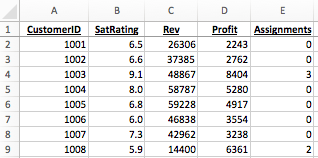 A B C D E
1 CustomerID SatRating Rev Profit Assignments
2 1001 6.5 26306 2243 0
3 1002 6.6 37385 2762 0
4 1003 9.1 48867 8404 3
5 1004 8.0 58787 5280 0
6 1005 6.8 59228 4917 0
7 1006 6.0 46838 3554 0
8 1007 7.3 42962 3238 0
9 1008 5.9 14400 6361 2